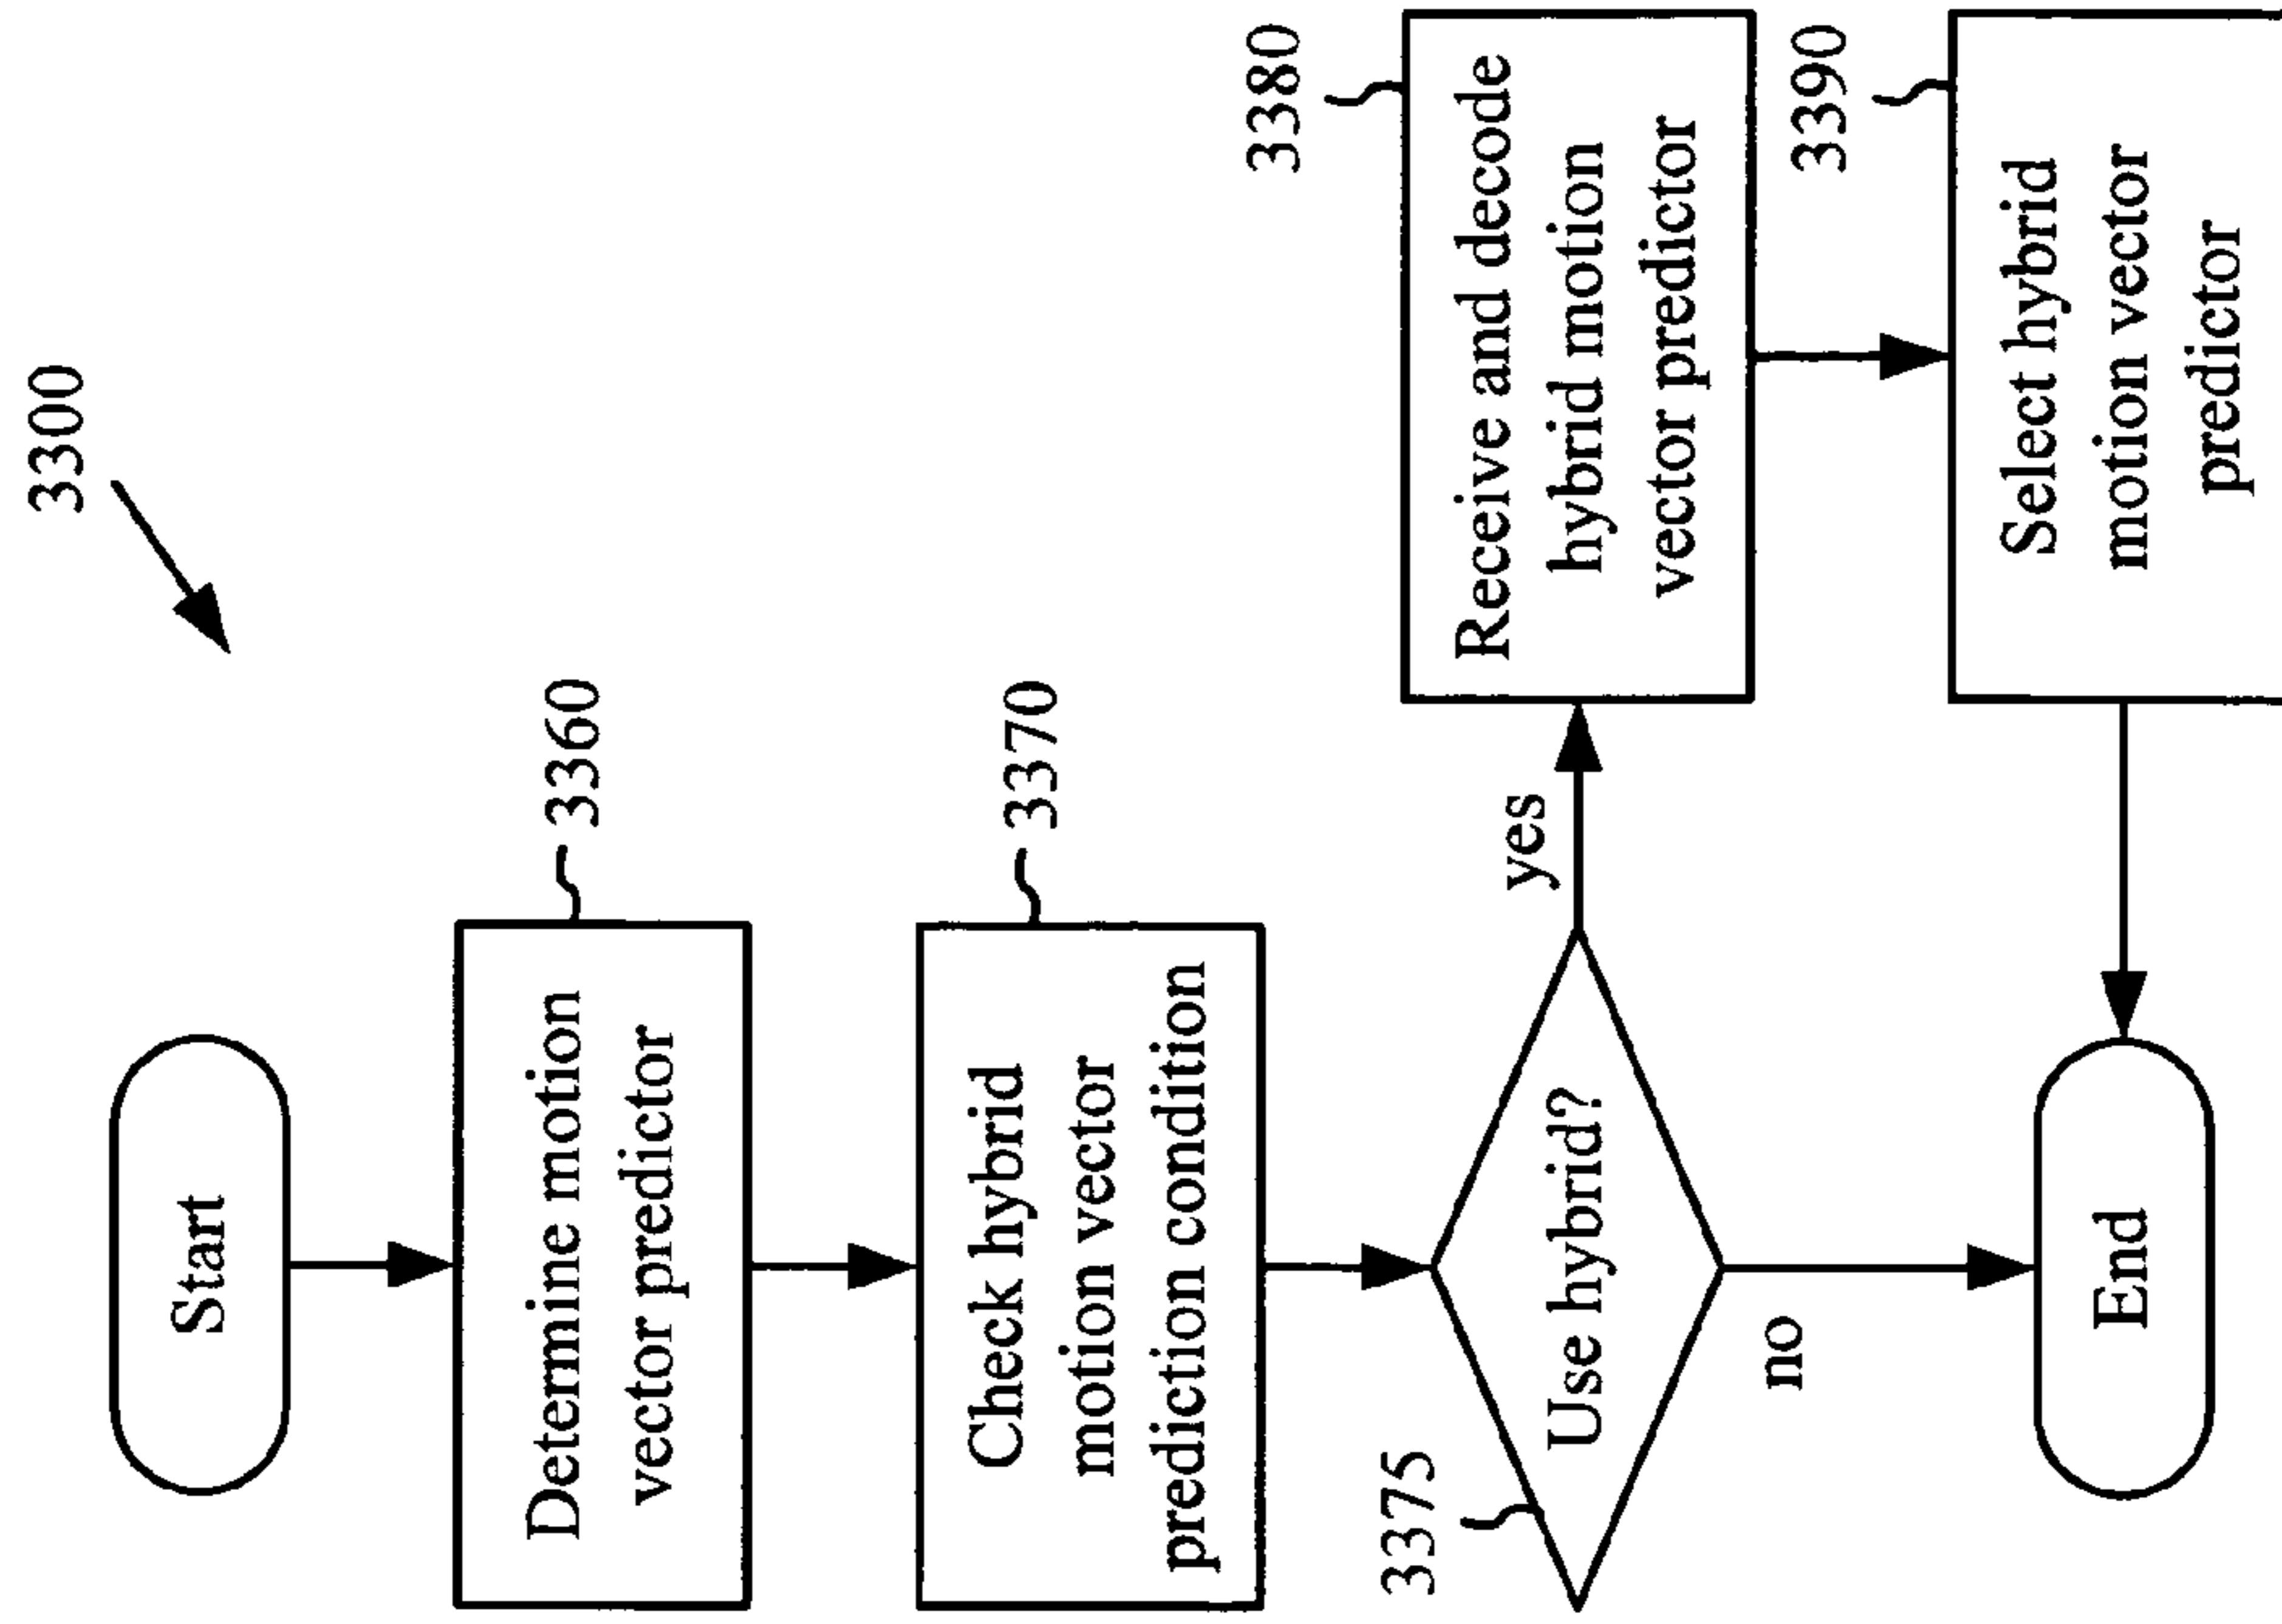 3300
Start
3360
Determine motion
vector predictor
3370
Check hybrid
motion vector
prediction condition
3375
Use hybrid?
yes
no
3380
Receive and decode
hybrid motion
vector predictor
3390
Select hybrid
motion vector
predictor
End